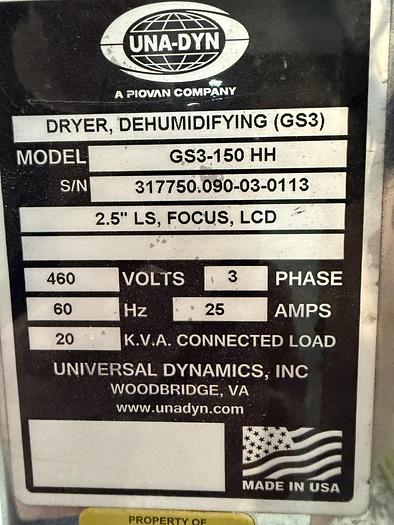 UNA-DYN
A PIOVAN COMPANY
DRYER, DEHUMIDIFYING (GS3)
MODEL GS3-150 HH
S/N 317750.090-03-0113
2.5" LS, FOCUS, LCD
460 VOLTS 3 PHASE
60 Hz 25 AMPS
20 K.V.A. CONNECTED LOAD
UNIVERSAL DYNAMICS, INC
WOODBRIDGE, VA
www.unadyn.com
MADE IN USA
PROPERTY OF